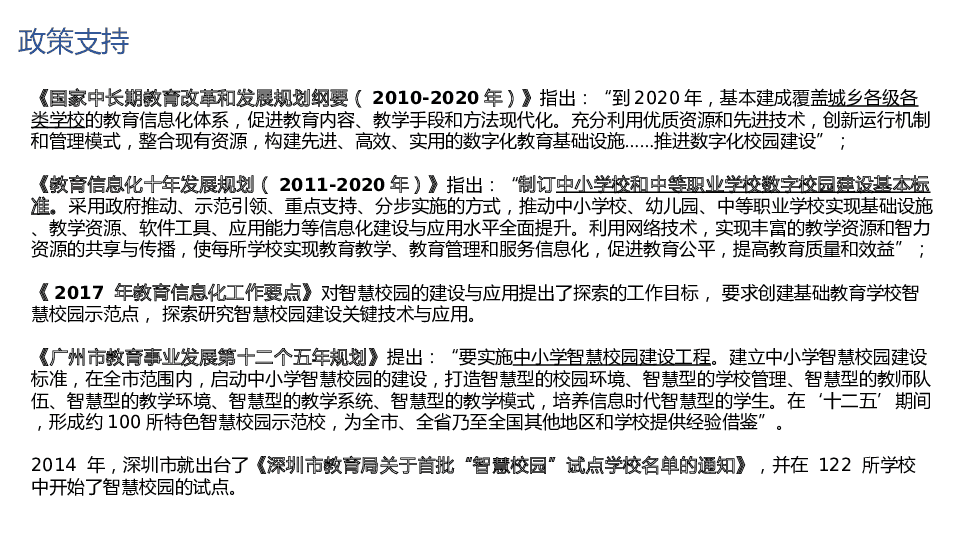 政策支持
《国家中长期教育改革和发展规划纲要（ 2010-2020 年）》指出：“到 2020 年，基本建成覆盖城乡各级各
类学校的教育信息化体系，促进教育内容、教学手段和方法现代化。充分利用优质资源和先进技术，创新运行机制
和管理模式，整合现有资源，构建先进、高效、实用的数字化教育基础设施......推进数字化校园建设”；
《教育信息化十年发展规划（ 2011-2020 年）》指出：“制订中小学校和中等职业学校数字校园建设基本标
准。采用政府推动、示范引领、重点支持、分步实施的方式，推动中小学校、幼儿园、中等职业学校实现基础设施
、教学资源、软件工具、应用能力等信息化建设与应用水平全面提升。利用网络技术，实现丰富的教学资源和智力
资源的共享与传播，使每所学校实现教育教学、教育管理和服务信息化，促进教育公平，提高教育质量和效益”；
《 2017 年教育信息化工作要点》对智慧校园的建设与应用提出了探索的工作目标， 要求创建基础教育学校智
慧校园示范点， 探索研究智慧校园建设关键技术与应用。
《广州市教育事业发展第十二个五年规划》提出：“要实施中小学智慧校园建设工程。建立中小学智慧校园建设
标准，在全市范围内，启动中小学智慧校园的建设，打造智慧型的校园环境、智慧型的学校管理、智慧型的教师队
伍、智慧型的教学环境、智慧型的教学系统、智慧型的教学模式，培养信息时代智慧型的学生。在‘十二五’期间
，形成约 100 所特色智慧校园示范校，为全市、全省乃至全国其他地区和学校提供经验借鉴”。
2014 年，深圳市就出台了《深圳市教育局关于首批“智慧校园”试点学校名单的通知》，并在 122 所学校
中开始了智慧校园的试点。